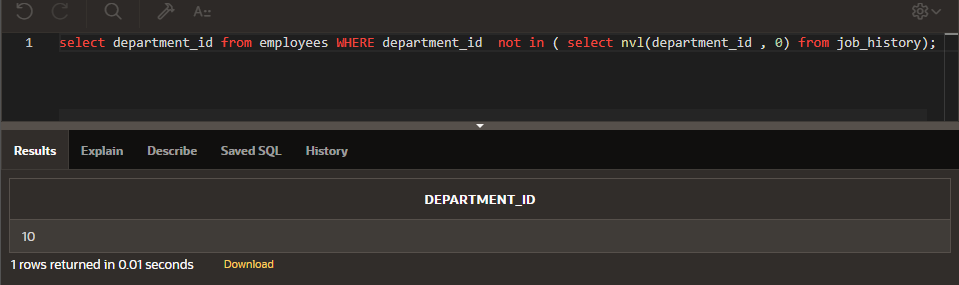 A::
1 select department_id from employees WHERE department_id  not in ( select nvl(department_id , 0) from job_history);
Results Explain Describe Saved SQL History
DEPARTMENT_ID
10
1 rows returned in 0.01 seconds Download